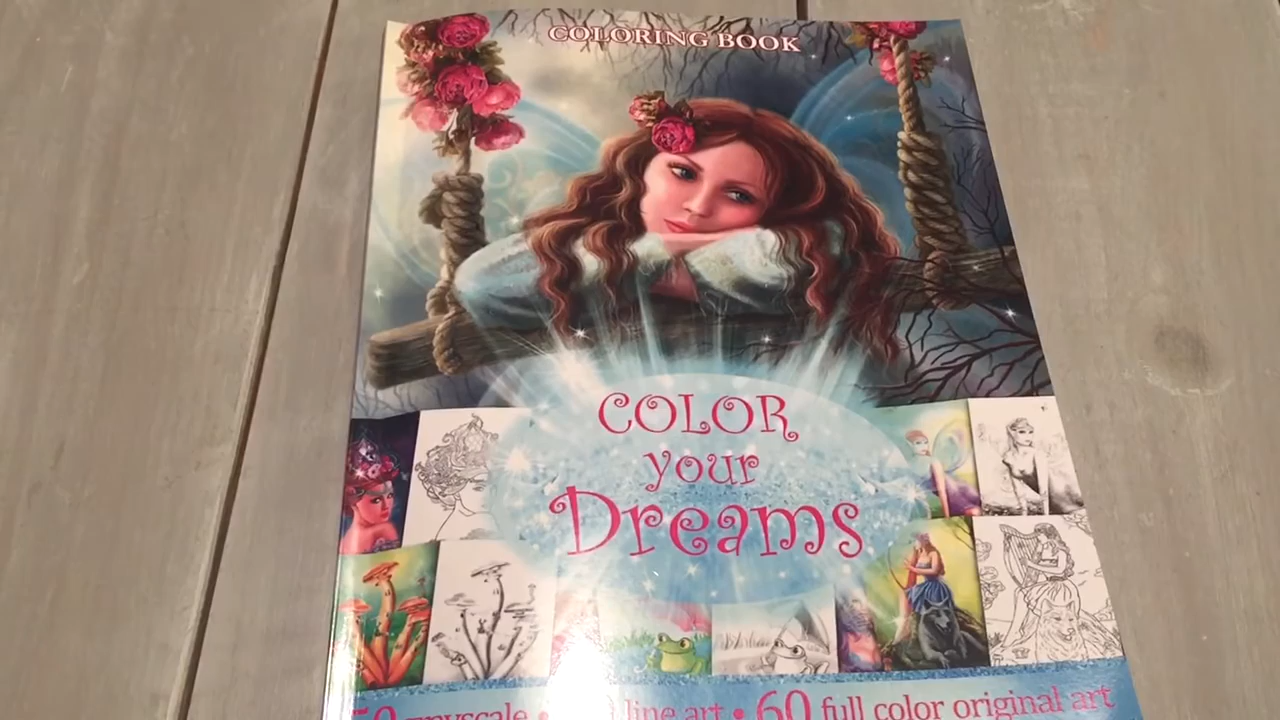 COLORING BOOK
COLOR
your
Dreams
line art • 60 full color original art